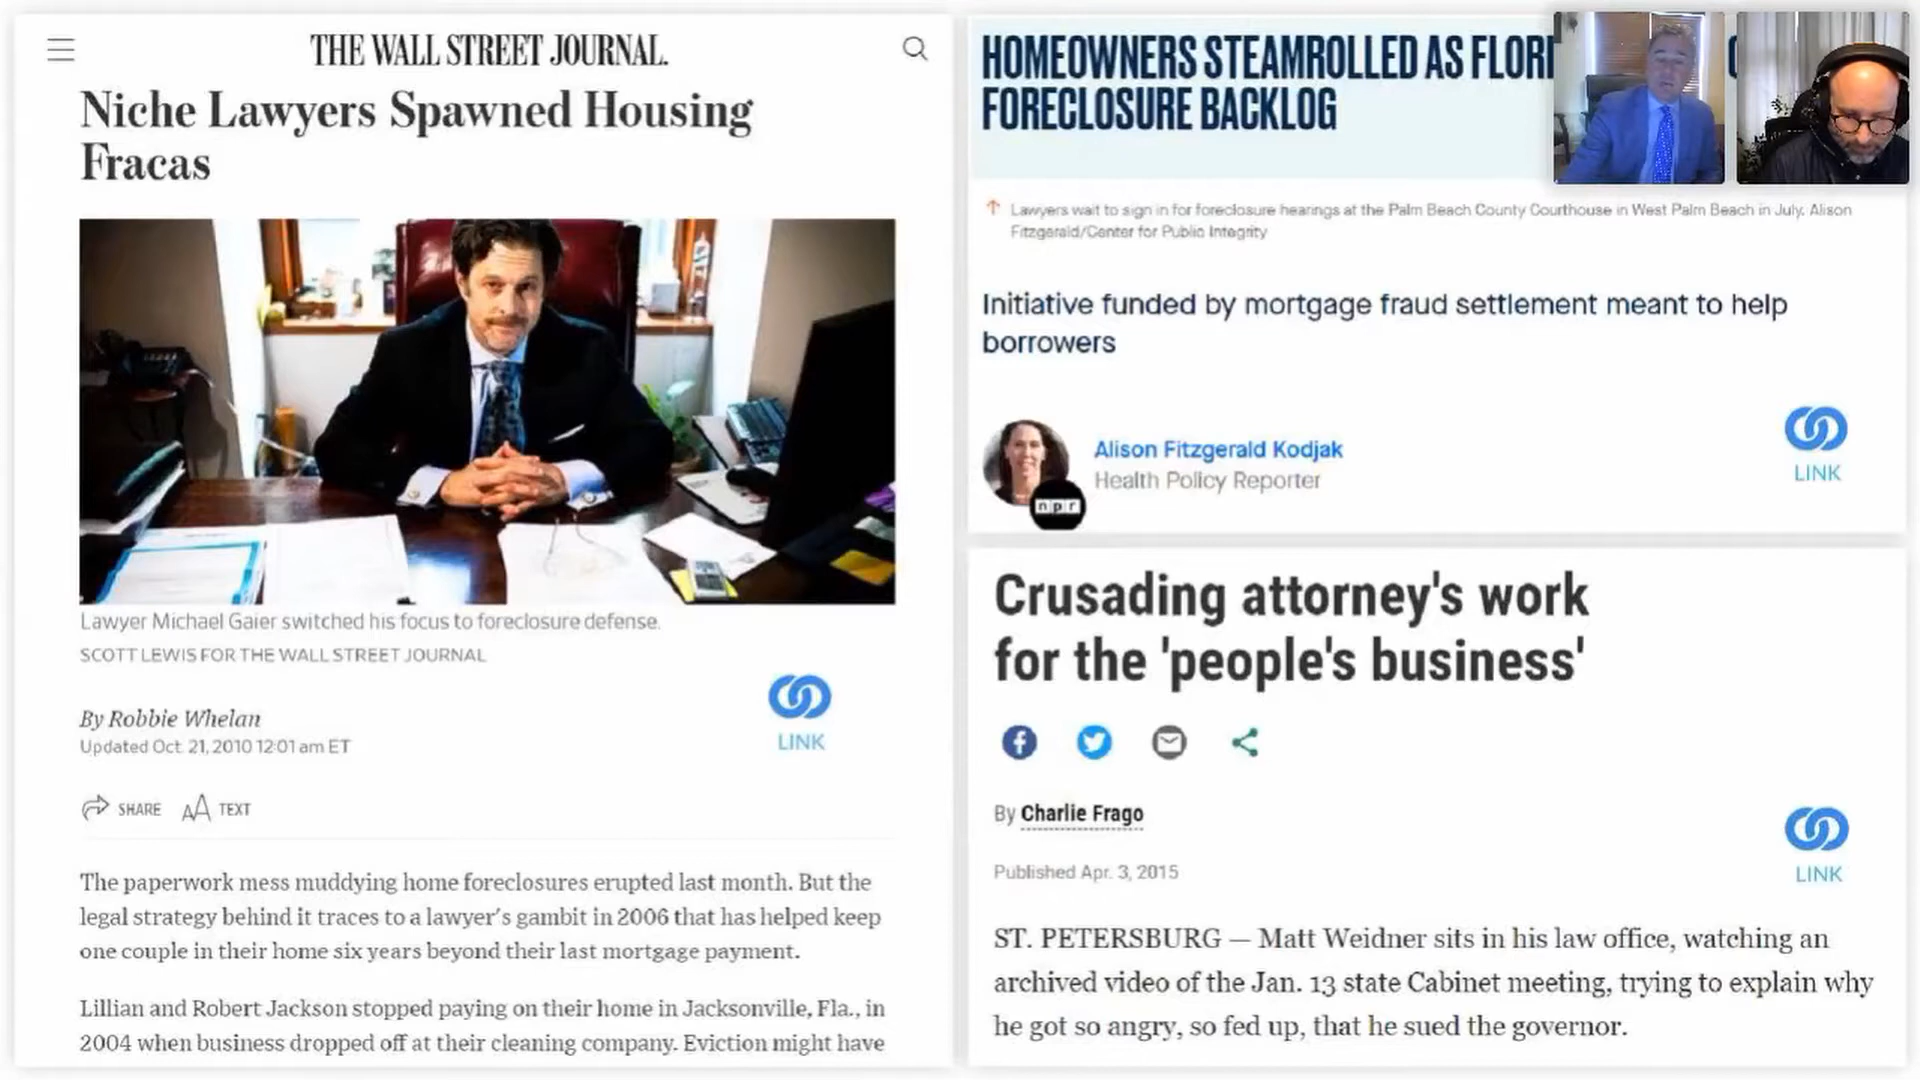 THE WALL STREET JOURNAL.
Niche Lawyers Spawned Housing
Fracas
Lawyer Michael Gaier switched his focus to foreclosure defense.
SCOTT LEWIS FOR THE WALL STREET JOURNAL
By Robbie Whelan
Updated Oct. 21, 2010 12:01 am ET
LINK
SHARE AA TEXT
The paperwork mess muddying home foreclosures erupted last month. But the
legal strategy behind it traces to a lawyer's gambit in 2006 that has helped keep
one couple in their home six years beyond their last mortgage payment.
Lillian and Robert Jackson stopped paying on their home in Jacksonville, Fla., in
2004 when business dropped off at their cleaning company. Eviction might have
HOMEOWNERS STEAMROLLED AS
FORECLOSURE BACKLOG
Lawyers wait to sign in for foreclosure hearings at the Palm Beach County Courthouse in West Palm Beach in July. Alison
Fitzgerald/Center for Public Integrity
Initiative funded by mortgage fraud settlement meant to help
borrowers
Alison Fitzgerald Kodjak
Health Policy Reporter
npr
LINK
Crusading attorney's work
for the 'people's business'
By Charlie Frago
Published Apr. 3, 2015
LINK
ST. PETERSBURG — Matt Weidner sits in his law office, watching an
archived video of the Jan. 13 state Cabinet meeting, trying to explain why
he got so angry, so fed up, that he sued the governor.